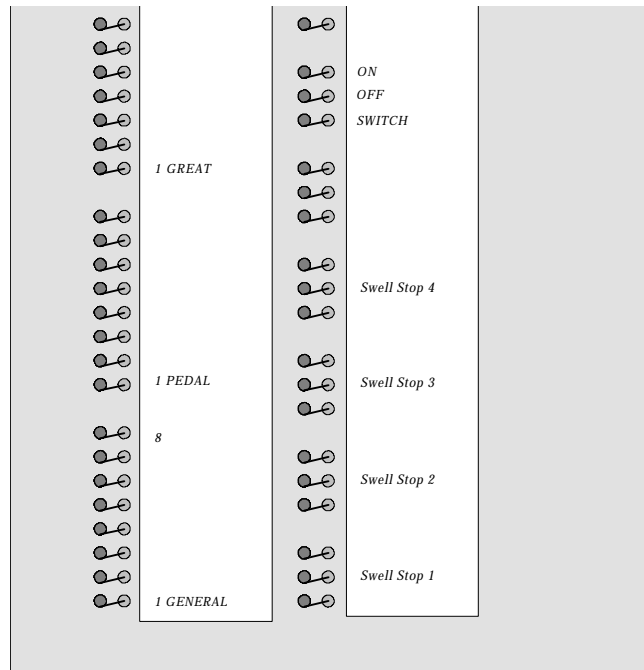 1 GREAT
1 PEDAL
8
1 GENERAL
ON
OFF
SWITCH
Swell Stop 4
Swell Stop 3
Swell Stop 2
Swell Stop 1